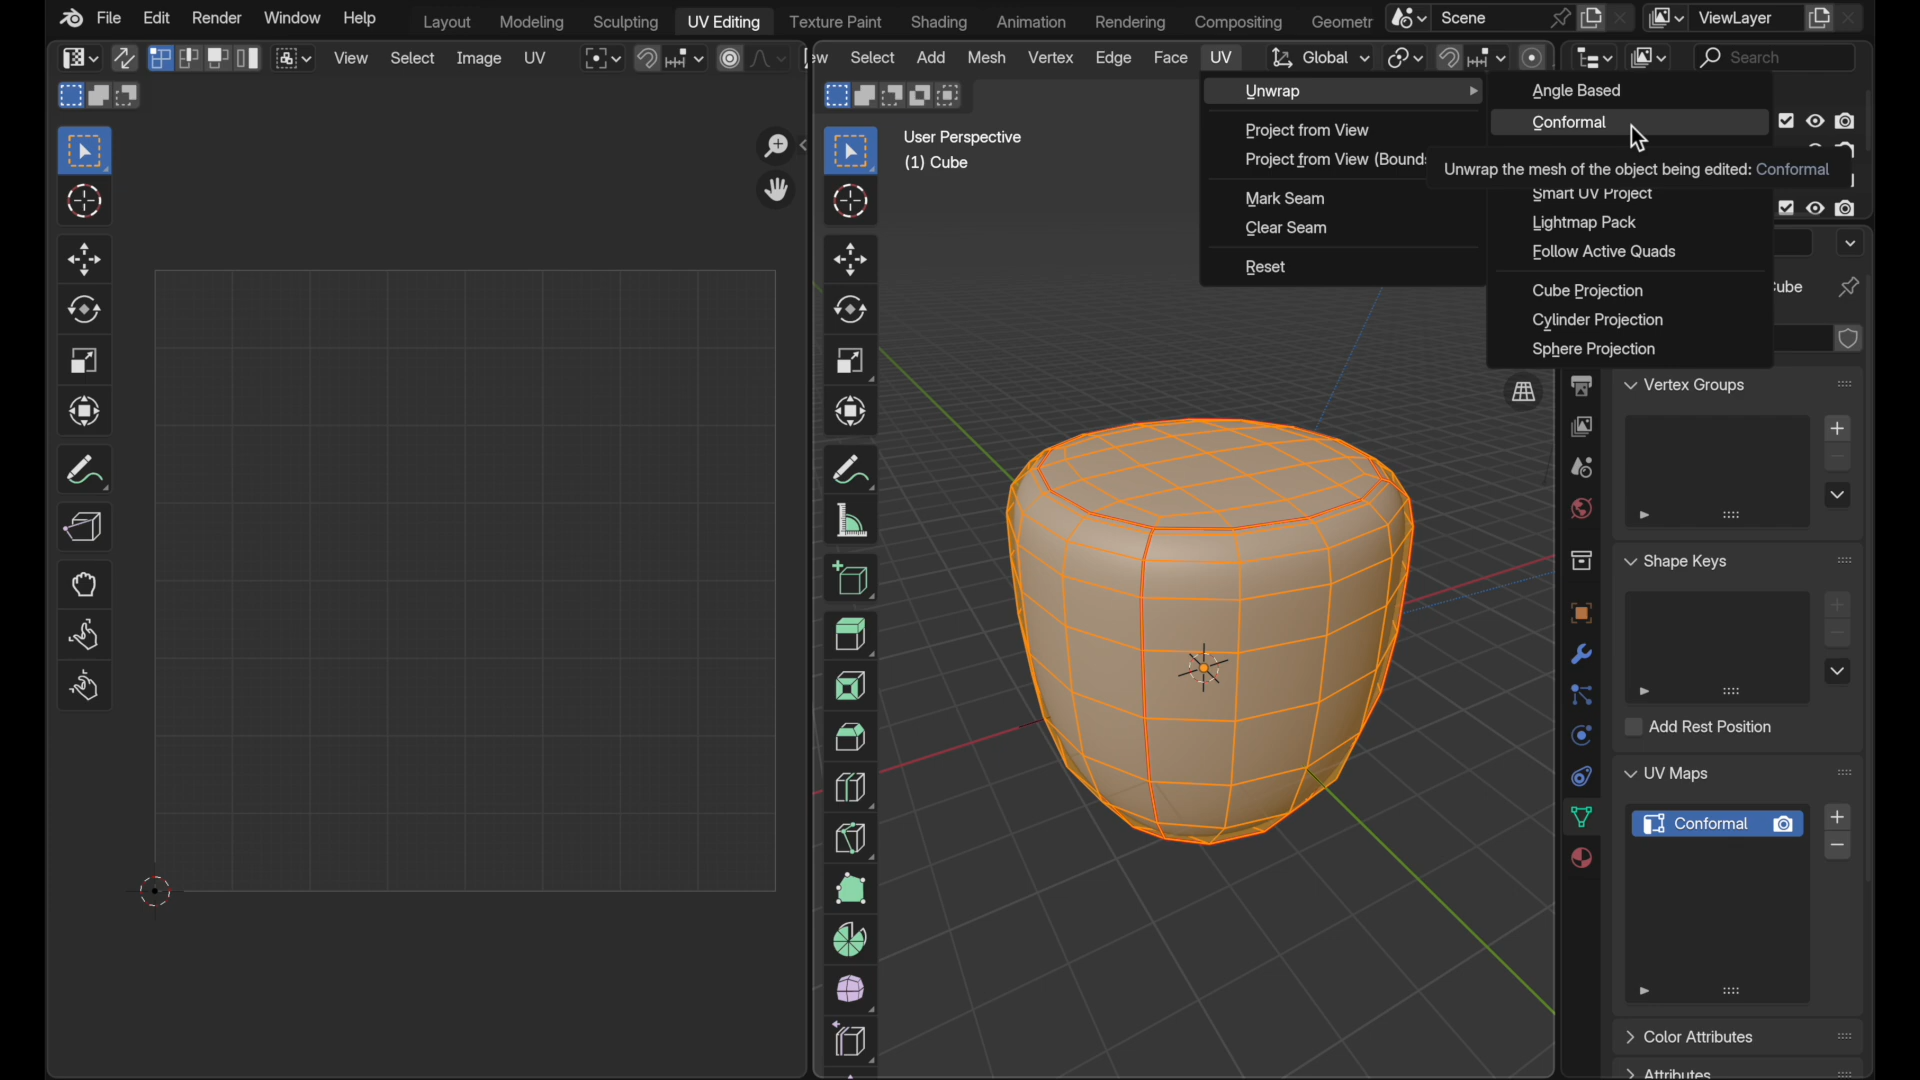 File Edit Render Window Help
Layout Modeling Sculpting UV Editing Texture Paint Shading Animation Rendering Compositing Geometr
Scene
ViewLayer
View Select Image UV
Select Add Mesh Vertex Edge Face UV
Global
Search
User Perspective
(1) Cube
Unwrap
Project from View
Project from View (Bounds
Mark Seam
Clear Seam
Reset
Angle Based
Conformal
Unwrap the mesh of the object being edited: Conformal
Smart UV Project
Lightmap Pack
Follow Active Quads
Cube Projection
Cylinder Projection
Sphere Projection
Vertex Groups
Shape Keys
Add Rest Position
UV Maps
Conformal
Color Attributes
Attributes